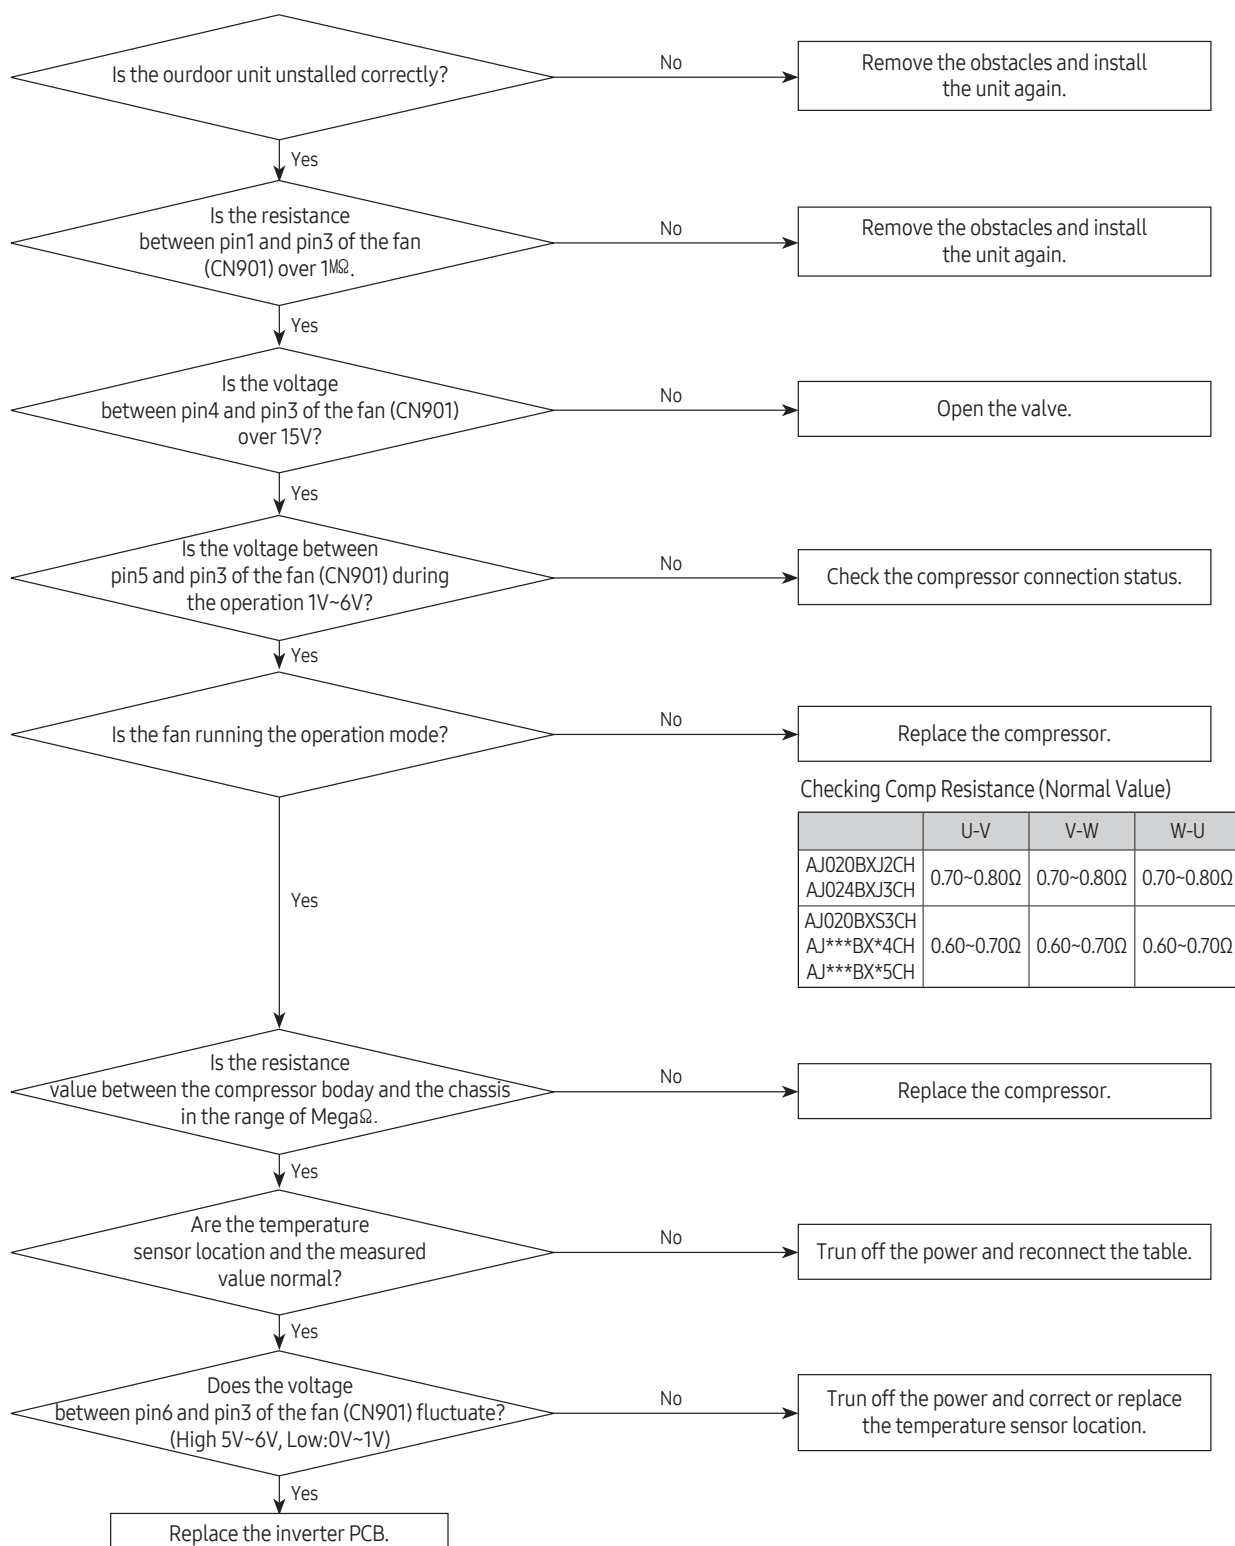 Is the ourdoor unit unstalled correctly?
No
Remove the obstacles and install
the unit again.
Yes
Is the resistance
between pin1 and pin3 of the fan
(CN901) over 1㏁.
No
Remove the obstacles and install
the unit again.
Yes
Is the voltage
between pin4 and pin3 of the fan (CN901)
over 15V?
No
Open the valve.
Yes
Is the voltage between
pin5 and pin3 of the fan (CN901) during
the operation 1V~6V?
No
Check the compressor connection status.
Yes
Is the fan running the operation mode?
No
Replace the compressor.
Checking Comp Resistance (Normal Value)
U-V V-W W-U
AJ020BXJ2CH
AJ024BXJ3CH
0.70~0.80Ω 0.70~0.80Ω 0.70~0.80Ω
AJ020BXS3CH
AJ***BX*4CH
AJ***BX*5CH
0.60~0.70Ω 0.60~0.70Ω 0.60~0.70Ω
Yes
Is the resistance
value between the compressor boday and the chassis
in the range of MegaΩ.
No
Replace the compressor.
Yes
Are the temperature
sensor location and the measured
value normal?
No
Trun off the power and reconnect the table.
Yes
Does the voltage
between pin6 and pin3 of the fan (CN901) fluctuate?
(High 5V~6V, Low:0V~1V)
No
Trun off the power and correct or replace
the temperature sensor location.
Yes
Replace the inverter PCB.